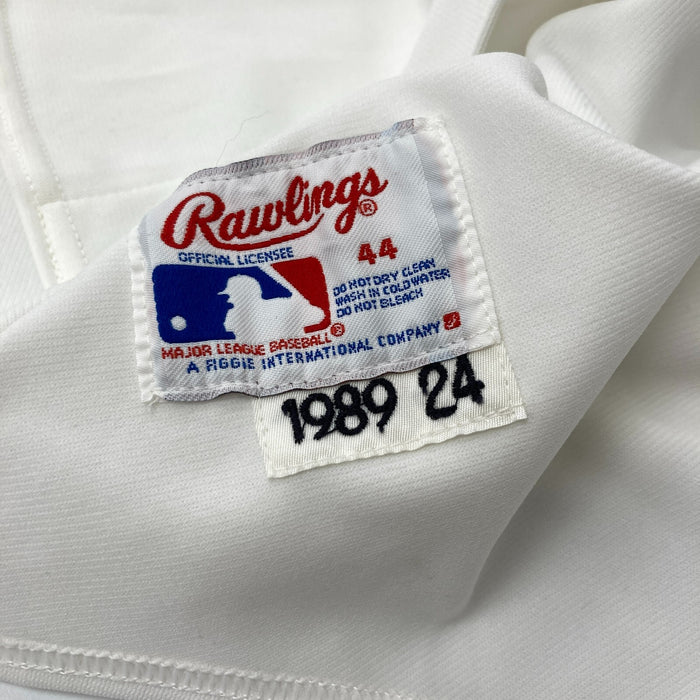 Rawlings®
OFFICIAL LICENSEE
44
DO NOT DRY CLEAN
WASH IN COLD WATER
DO NOT BLEACH
MAJOR LEAGUE BASEBALL®
A FIGGIE INTERNATIONAL COMPANY
1989 24